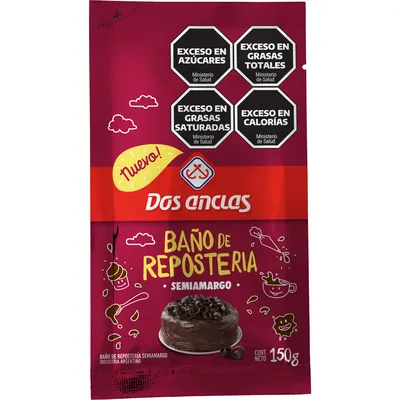 EXCESO EN
AZÚCARES
Ministerio
de Salud
EXCESO EN
GRASAS
TOTALES
Ministerio
de Salud
EXCESO EN
GRASAS
SATURADAS
Ministerio
de Salud
EXCESO EN
CALORÍAS
Ministerio
de Salud
¡Nuevo!
Dos anclas
BAÑO DE
REPOSTERIA
SEMIAMARGO
BAÑO DE REPOSTERIA SEMIAMARGO
INDUSTRIA ARGENTINA
CONT.
NETO 150g